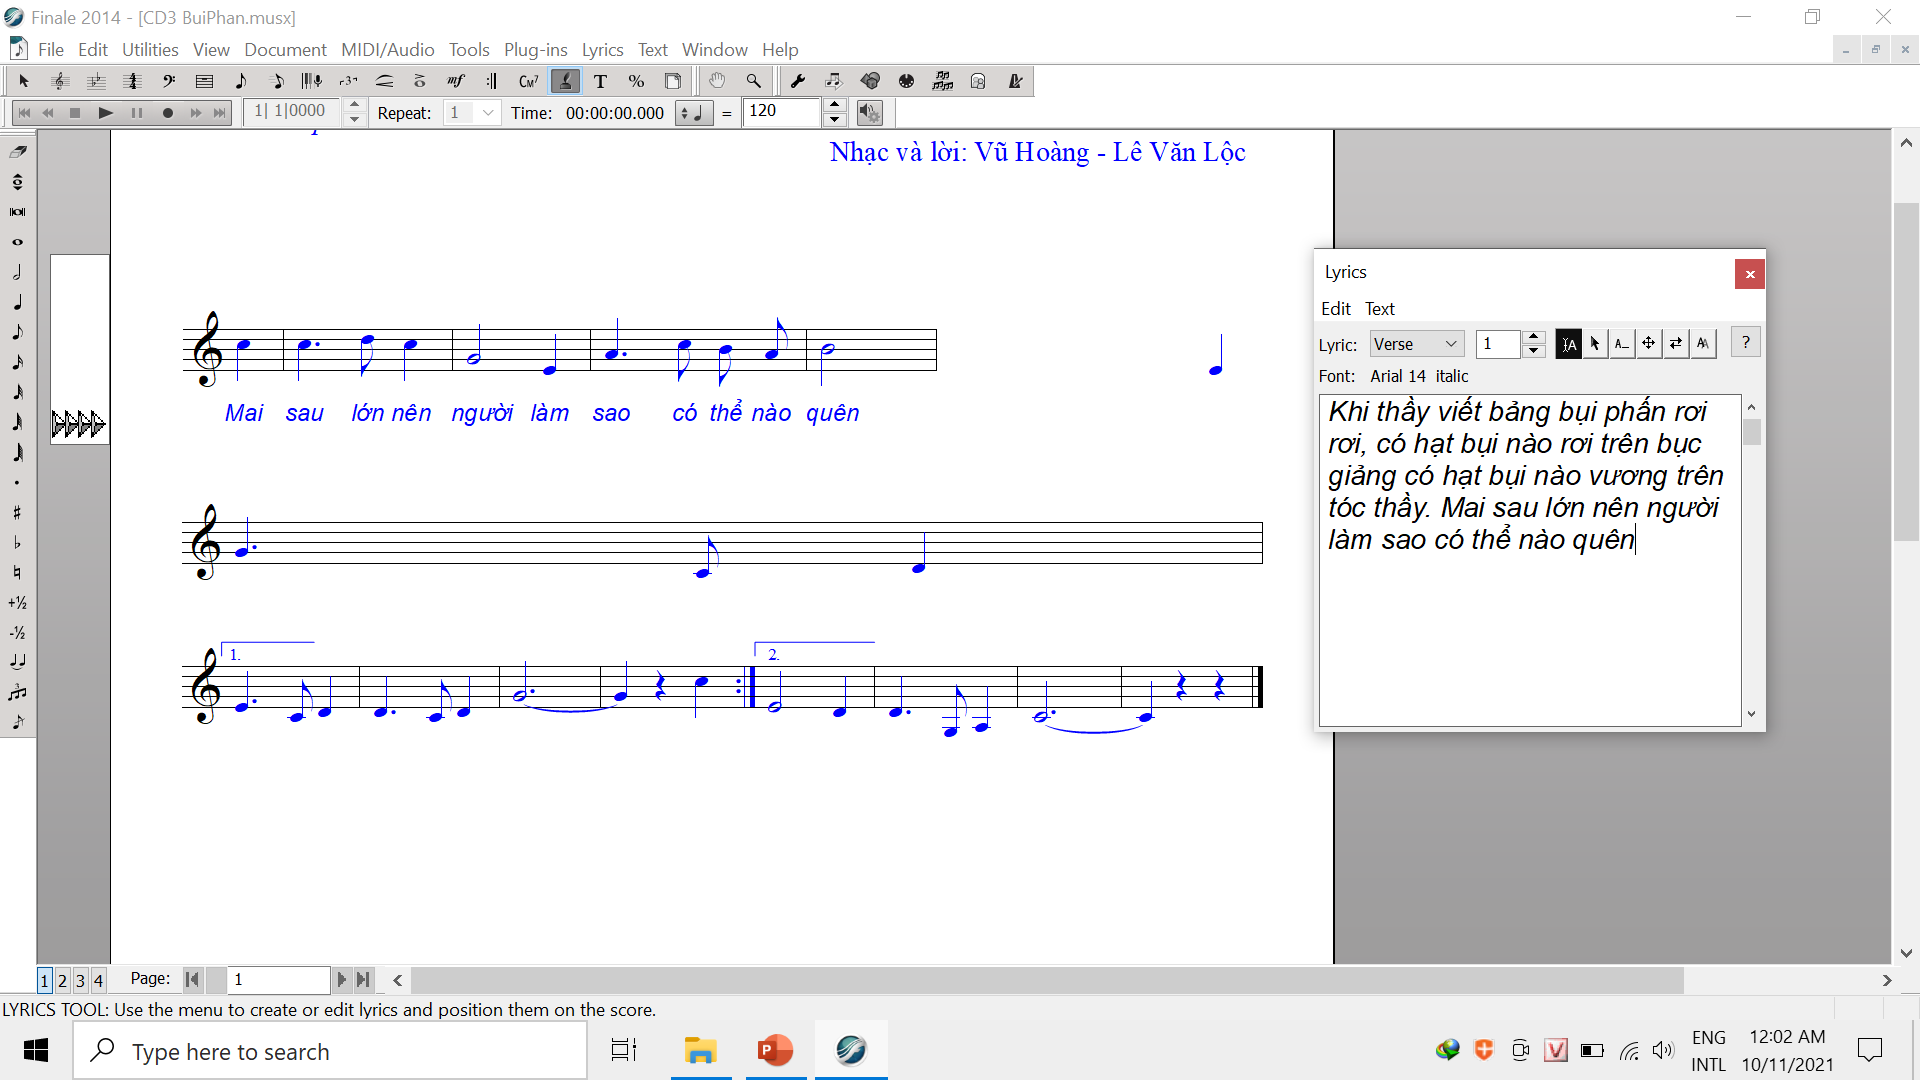 Finale 2014 - [CD3 BuiPhan.musx]
File Edit Utilities View Document MIDI/Audio Tools Plug-ins Lyrics Text Window Help
CM7 T %
1| 1|0000 Repeat: 1 Time: 00:00:00.000 = 120
Nhạc và lời: Vũ Hoàng - Lê Văn Lộc
Mai sau lớn nên người làm sao có thể nào quên
1.
2.
+½
-½
Lyrics
Edit Text
Lyric: Verse 1 ?
Font: Arial 14 italic
Khi thầy viết bảng bụi phấn rơi
rơi, có hạt bụi nào rơi trên bục
giảng có hạt bụi nào vương trên
tóc thầy. Mai sau lớn nên người
làm sao có thể nào quên
1 2 3 4 Page: 1
LYRICS TOOL: Use the menu to create or edit lyrics and position them on the score.
Type here to search
ENG
INTL
12:02 AM
10/11/2021